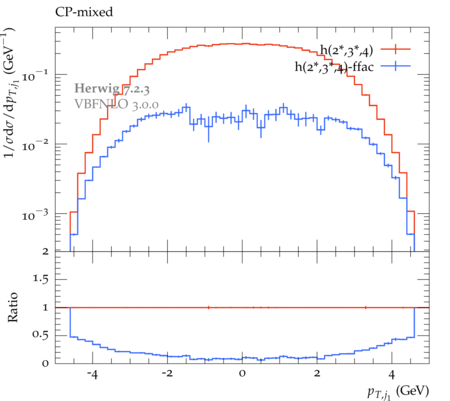 CP-mixed
1/σdσ/dp_{T,j_1} (GeV^{−1})
h(2*,3*,4)
h(2*,3*,4)-ffac
Herwig 7.2.3
VBFNLO 3.0.0
10^{−1}
10^{−2}
10^{−3}
2
1.5
1
0.5
0
Ratio
-4 -2 0 2 4
p_{T,j_1} (GeV)